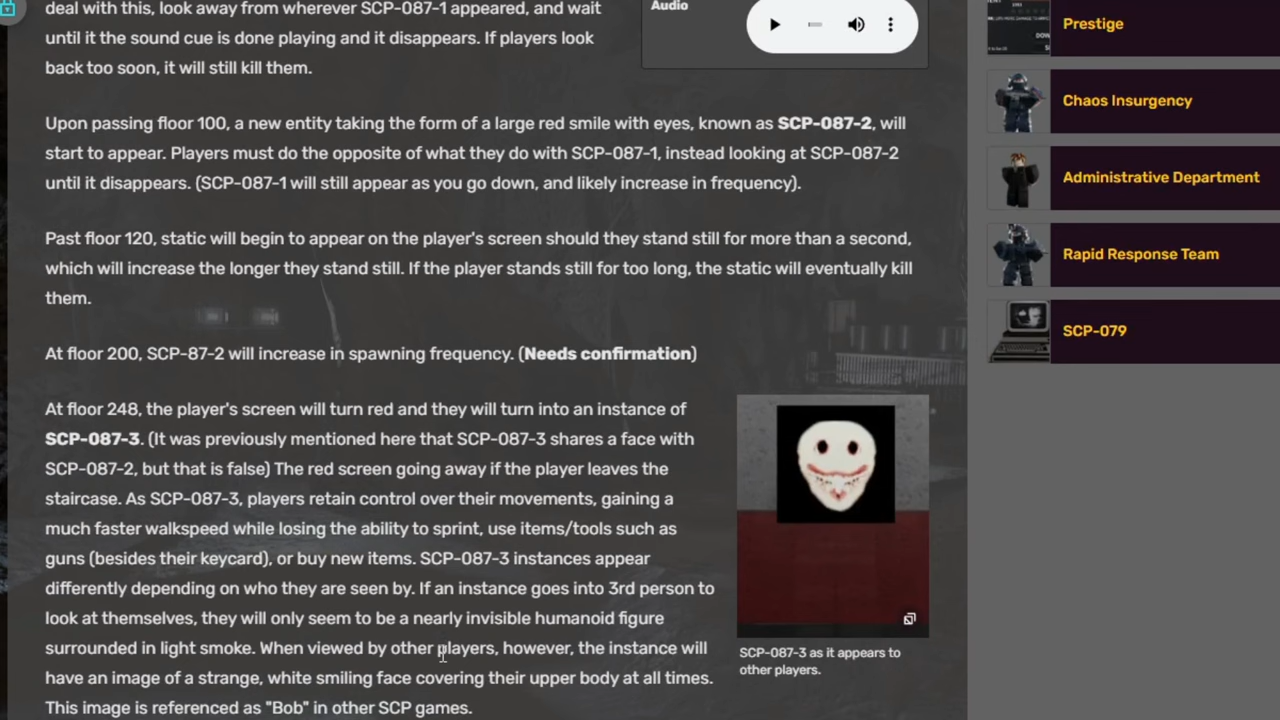 deal with this, look away from wherever SCP-087-1 appeared, and wait
until it the sound cue is done playing and it disappears. If players look
back too soon, it will still kill them.
Audio
Upon passing floor 100, a new entity taking the form of a large red smile with eyes, known as SCP-087-2, will
start to appear. Players must do the opposite of what they do with SCP-087-1, instead looking at SCP-087-2
until it disappears. (SCP-087-1 will still appear as you go down, and likely increase in frequency).
Past floor 120, static will begin to appear on the player's screen should they stand still for more than a second,
which will increase the longer they stand still. If the player stands still for too long, the static will eventually kill
them.
At floor 200, SCP-87-2 will increase in spawning frequency. (Needs confirmation)
At floor 248, the player's screen will turn red and they will turn into an instance of
SCP-087-3. (It was previously mentioned here that SCP-087-3 shares a face with
SCP-087-2, but that is false) The red screen going away if the player leaves the
staircase. As SCP-087-3, players retain control over their movements, gaining a
much faster walkspeed while losing the ability to sprint, use items/tools such as
guns (besides their keycard), or buy new items. SCP-087-3 instances appear
differently depending on who they are seen by. If an instance goes into 3rd person to
look at themselves, they will only seem to be a nearly invisible humanoid figure
surrounded in light smoke. When viewed by other players, however, the instance will
have an image of a strange, white smiling face covering their upper body at all times.
This image is referenced as "Bob" in other SCP games.
SCP-087-3 as it appears to
other players.
Prestige
Chaos Insurgency
Administrative Department
Rapid Response Team
SCP-079